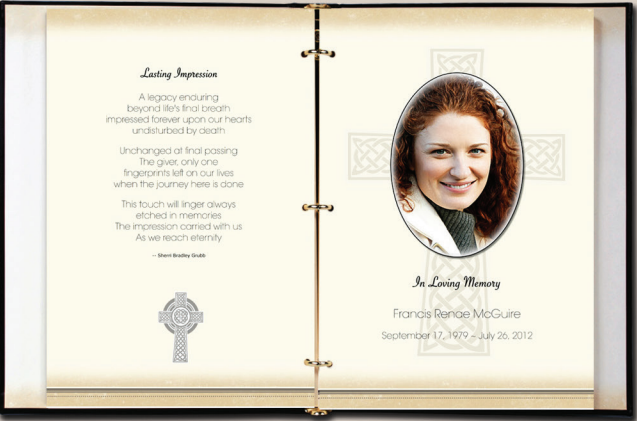 Lasting Impression
A legacy enduring
beyond life's final breath
impressed forever upon our hearts
undisturbed by death
Unchanged at final passing
The giver, only one
fingerprints left on our lives
when the journey here is done
This touch will linger always
etched in memories
The impression carried with us
As we reach eternity
-- Sherri Bradley Grubb
In Loving Memory
Francis Renae McGuire
September 17, 1979 – July 26, 2012